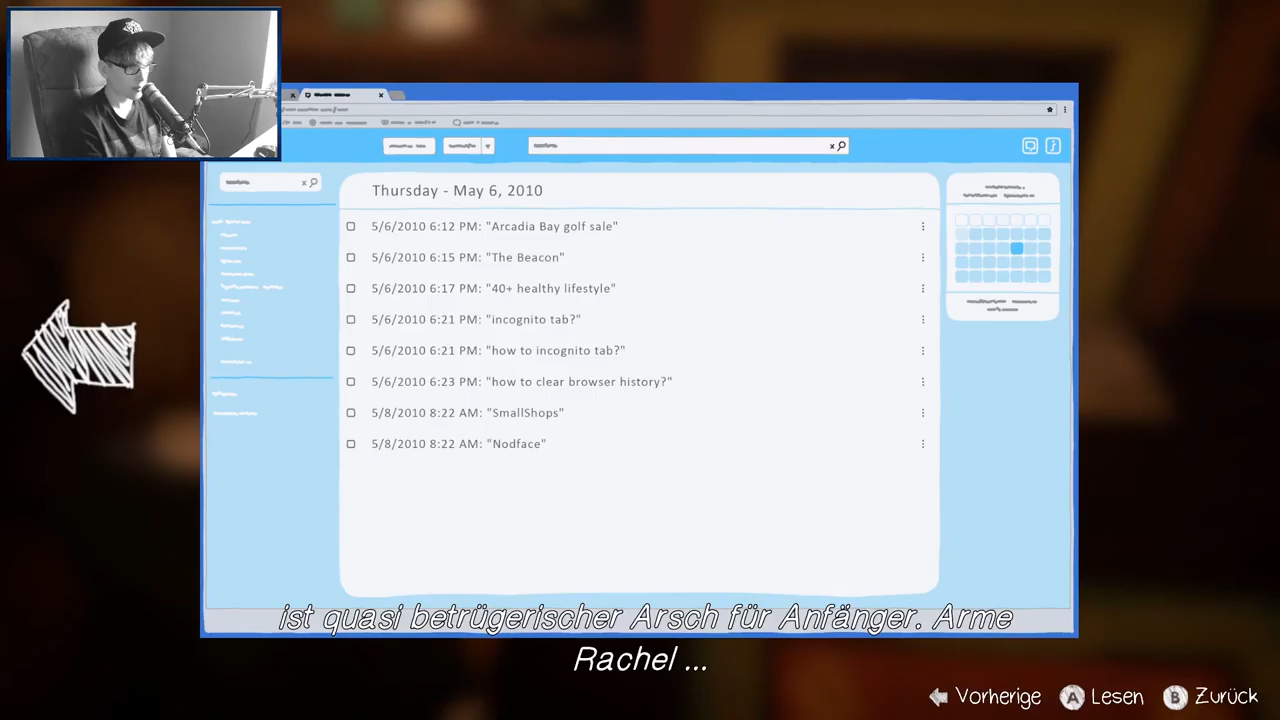 Thursday - May 6, 2010
5/6/2010 6:12 PM: "Arcadia Bay golf sale"
5/6/2010 6:15 PM: "The Beacon"
5/6/2010 6:17 PM: "40+ healthy lifestyle"
5/6/2010 6:21 PM: "incognito tab?"
5/6/2010 6:21 PM: "how to incognito tab?"
5/6/2010 6:23 PM: "how to clear browser history?"
5/8/2010 8:22 AM: "SmallShops"
5/8/2010 8:22 AM: "Nodface"
ist quasi betrügerischer Arsch für Anfänger. Arme
Rachel ...
Vorherige A Lesen B Zurück